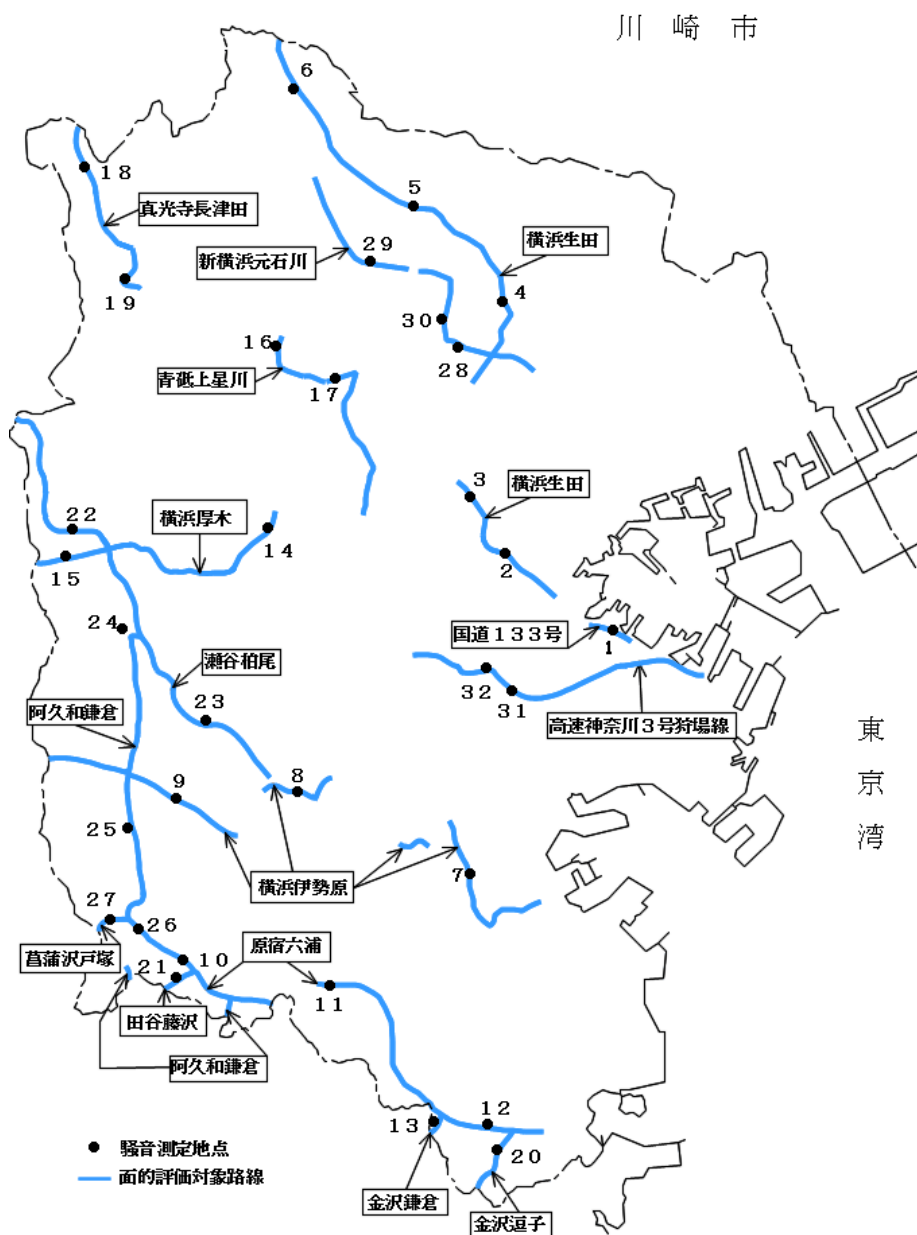 川崎市
6
18
5
真光寺長津田
29
横浜生田
新横浜元石川
19
4
30
16
28
青砥上星川
17
3
22
横浜厚木
横浜生田
14
15
2
24
国道133号
1
瀬谷柏尾
32
31
23
阿久和鎌倉
高速神奈川3号狩場線
東京湾
9
8
25
横浜伊勢原
7
27
26
菖蒲沢戸塚
10
原宿六浦
21
11
田谷藤沢
阿久和鎌倉
13
12
騒音測定地点
20
面的評価対象路線
金沢鎌倉
金沢逗子